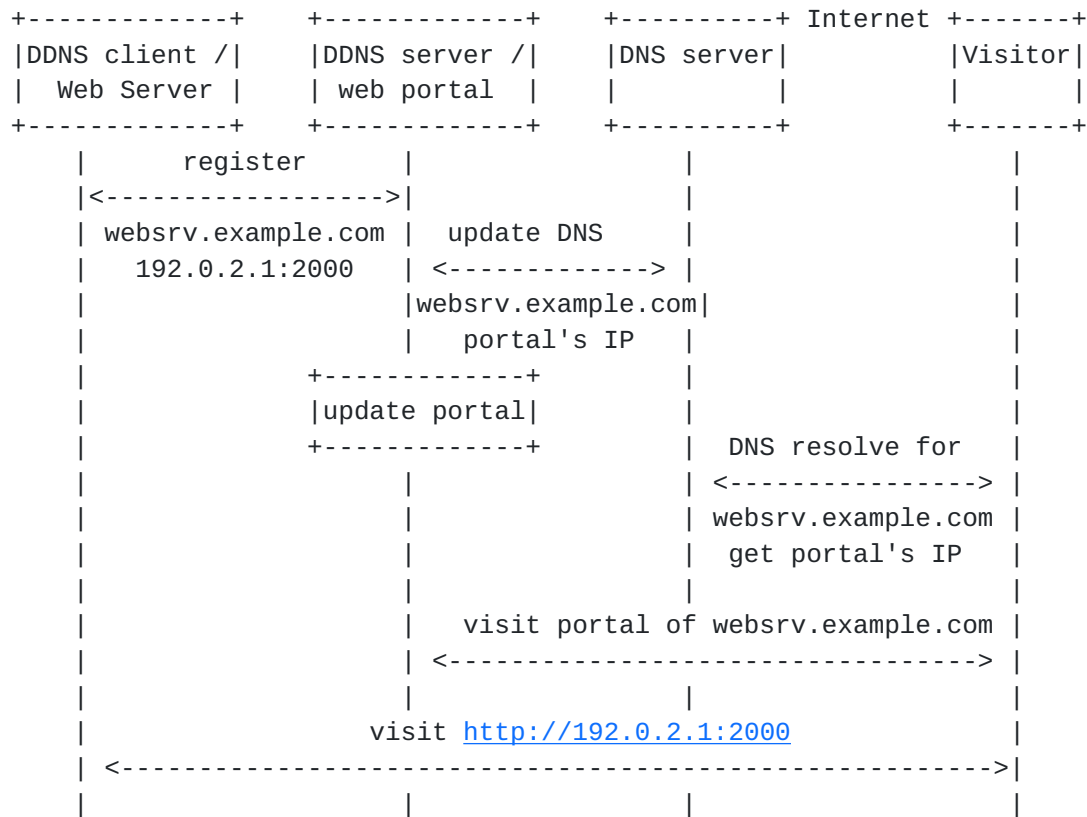 +-------------+    +-------------+    +----------+ Internet +-------+
|DDNS client /|    |DDNS server /|    |DNS server|          |Visitor|
|  Web Server |    | web portal  |    |          |          |       |
+-------------+    +-------------+    +----------+          +-------+
    |      register      |                 |                    |
    |<------------------>|                 |                    |
    | websrv.example.com |  update DNS     |                    |
    |   192.0.2.1:2000   | <-------------> |                    |
    |                    |websrv.example.com|                    |
    |                    |   portal's IP   |                    |
    |              +-------------+         |                    |
    |              |update portal|         |                    |
    |              +-------------+         |  DNS resolve for   |
    |                    |                 | <----------------> |
    |                    |                 | websrv.example.com |
    |                    |                 |  get portal's IP   |
    |                    |                 |                    |
    |                    |   visit portal of websrv.example.com |
    |                    | <----------------------------------> |
    |                    |                 |                    |
    |                  visit http://192.0.2.1:2000              |
    | <-------------------------------------------------------->|
    |                    |                 |                    |